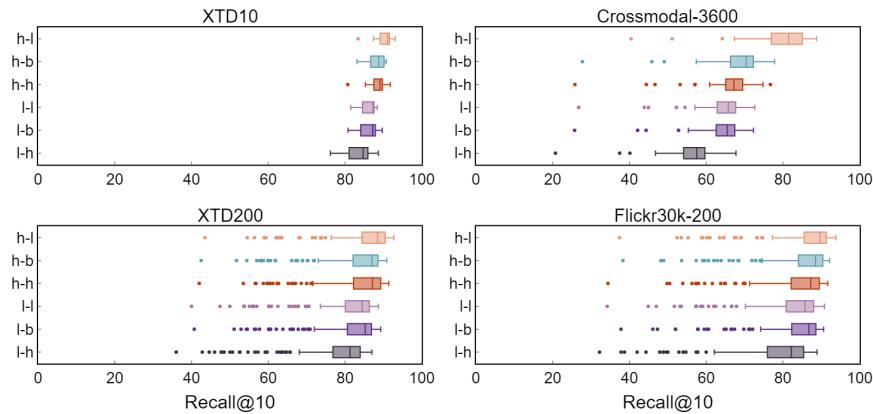 XTD10
h-l
h-b
h-h
l-l
l-b
l-h
0 20 40 60 80 100
Crossmodal-3600
h-l
h-b
h-h
l-l
l-b
l-h
0 20 40 60 80 100
XTD200
h-l
h-b
h-h
l-l
l-b
l-h
0 20 40 60 80 100
Recall@10
Flickr30k-200
h-l
h-b
h-h
l-l
l-b
l-h
0 20 40 60 80 100
Recall@10